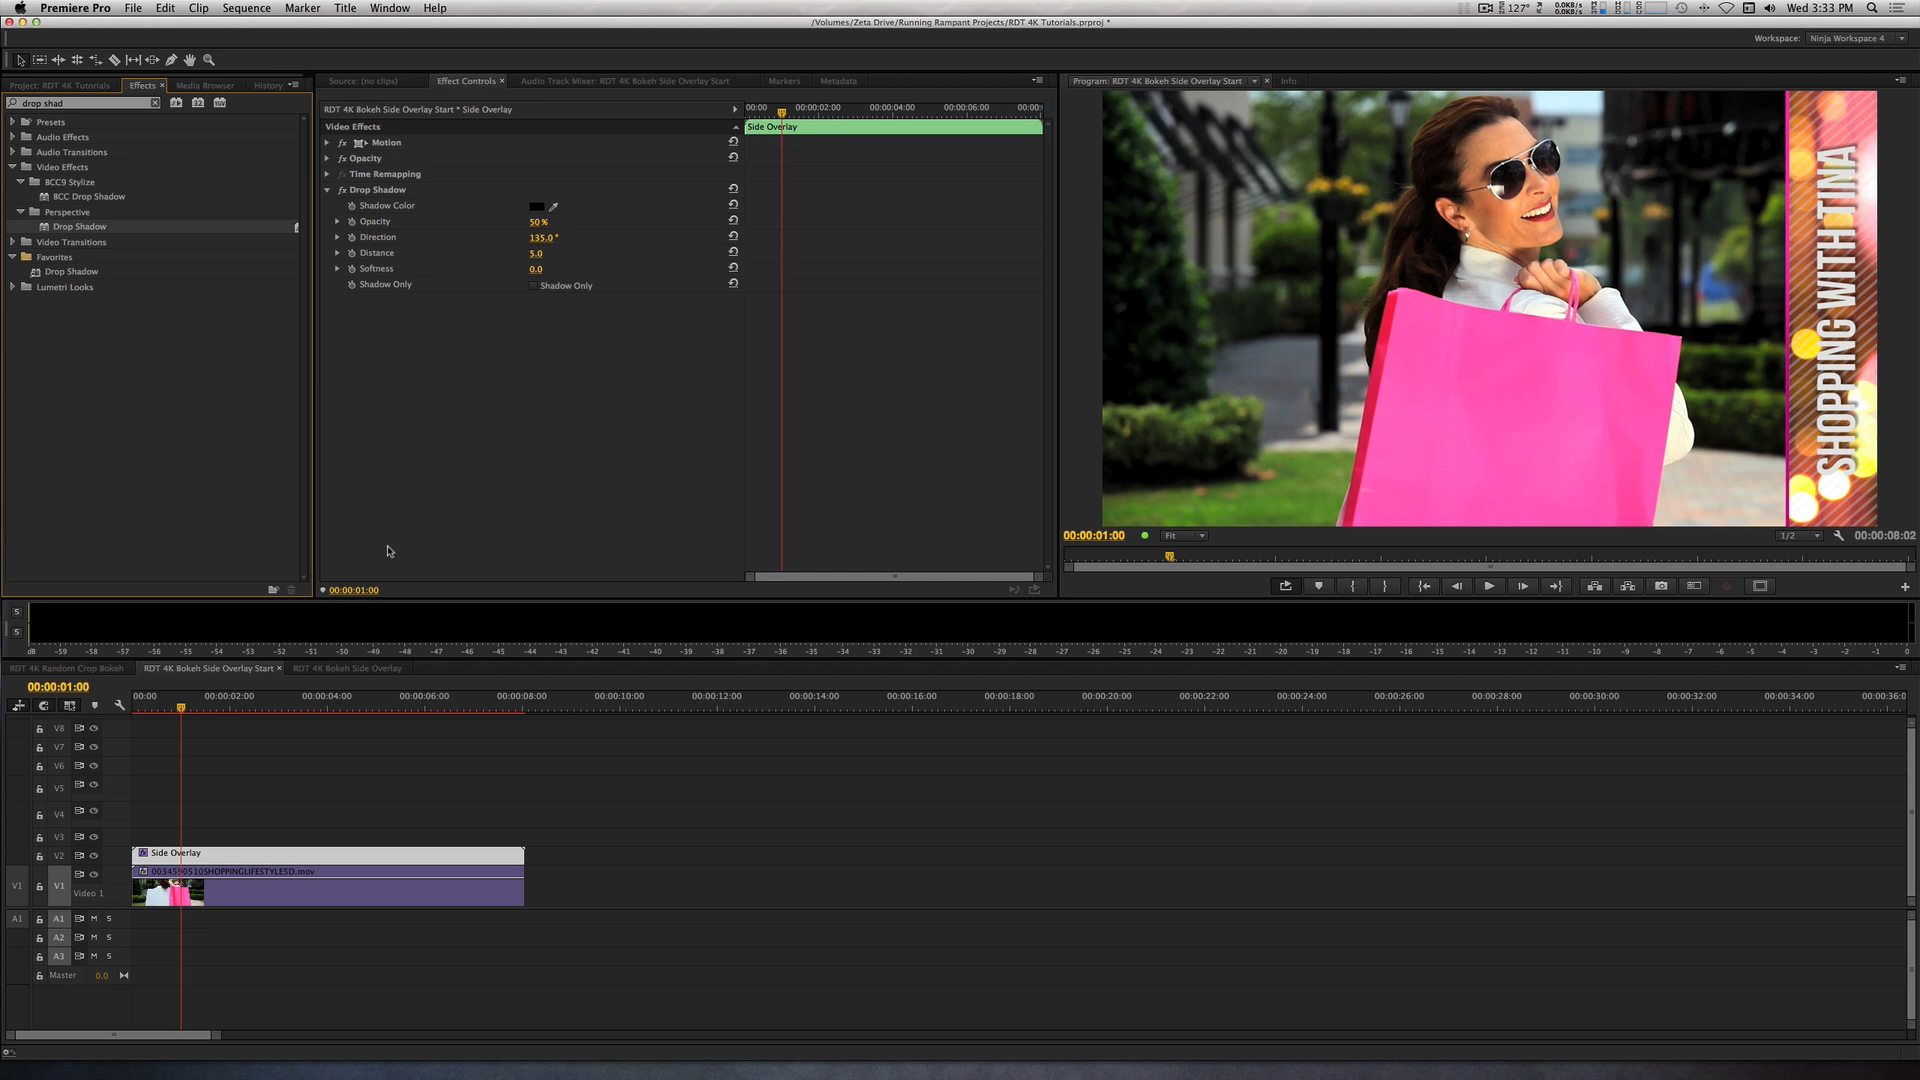 Premiere Pro File Edit Clip Sequence Marker Title Window Help
127° 0.0KB/s 0.0KB/s Wed 3:33 PM
/Volumes/Zeta Drive/Running Rampant Projects/RDT 4K Tutorials.prproj *
Workspace: Ninja Workspace 4
Project: RDT 4K Tutorials Effects × Media Browser History
drop shad
Presets
Audio Effects
Audio Transitions
Video Effects
BCC9 Stylize
BCC Drop Shadow
Perspective
Drop Shadow
Video Transitions
Favorites
Drop Shadow
Lumetri Looks
Source: (no clips) Effect Controls × Audio Track Mixer: RDT 4K Bokeh Side Overlay Start Markers Metadata
RDT 4K Bokeh Side Overlay Start * Side Overlay
00:00 00:00:02:00 00:00:04:00 00:00:06:00 00:00:
Video Effects
Side Overlay
fx Motion
fx Opacity
fx Time Remapping
fx Drop Shadow
Shadow Color
Opacity 50 %
Direction 135.0 °
Distance 5.0
Softness 0.0
Shadow Only Shadow Only
00:00:01:00
Program: RDT 4K Bokeh Side Overlay Start × Info
SHOPPING WITH TINA
00:00:01:00 Fit 1/2 00:00:08:02
S
S
dB -59 -58 -57 -56 -55 -54 -53 -52 -51 -50 -49 -48 -47 -46 -45 -44 -43 -42 -41 -40 -39 -38 -37 -36 -35 -34 -33 -32 -31 -30 -29 -28 -27 -26 -25 -24 -23 -22 -21 -20 -19 -18 -17 -16 -15 -14 -13 -12 -11 -10 -9 -8 -7 -6 -5 -4 -3 -2 -1 0
RDT 4K Random Crop Bokeh RDT 4K Bokeh Side Overlay Start × RDT 4K Bokeh Side Overlay
00:00:01:00
00:00 00:00:02:00 00:00:04:00 00:00:06:00 00:00:08:00 00:00:10:00 00:00:12:00 00:00:14:00 00:00:16:00 00:00:18:00 00:00:20:00 00:00:22:00 00:00:24:00 00:00:26:00 00:00:28:00 00:00:30:00 00:00:32:00 00:00:34:00 00:00:36:0
V8
V7
V6
V5
V4
V3
V2 Side Overlay
V1 V1 Video 1
A1 A1 M S
A2 M S
A3 M S
Master 0.0